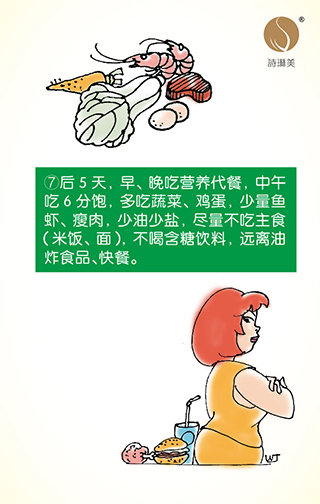 ®
詩琳美
⑦后5天，早、晚吃营养代餐，中午
吃6分饱，多吃蔬菜、鸡蛋，少量鱼
虾、瘦肉，少油少盐，尽量不吃主食
（米饭、面），不喝含糖饮料，远离油
炸食品、快餐。
WJ